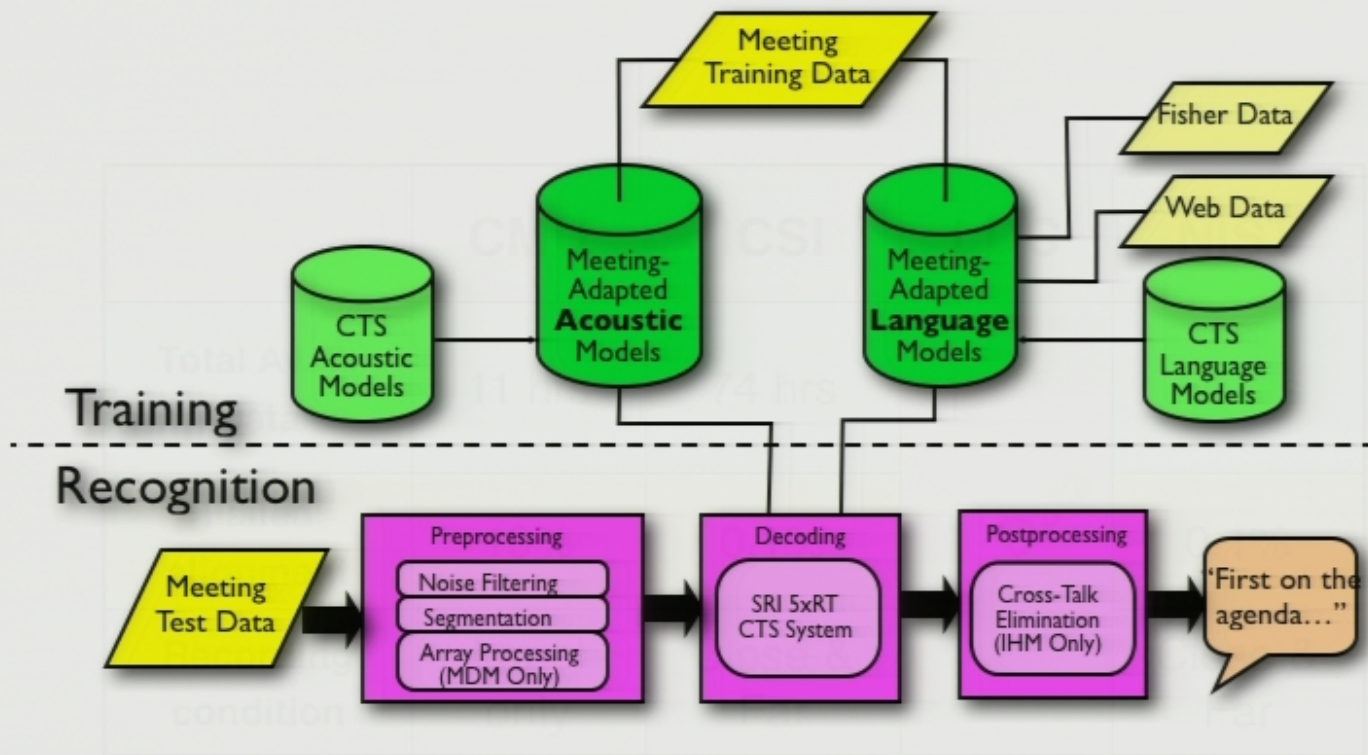 Meeting
Training Data
Fisher Data
Web Data
Meeting-
Adapted
Acoustic
Models
Meeting-
Adapted
Language
Models
CTS
Acoustic
Models
CTS
Language
Models
Training
Recognition
Meeting
Test Data
Preprocessing
Noise Filtering
Segmentation
Array Processing
(MDM Only)
Decoding
SRI 5xRT
CTS System
Postprocessing
Cross-Talk
Elimination
(IHM Only)
“First on the
agenda…”